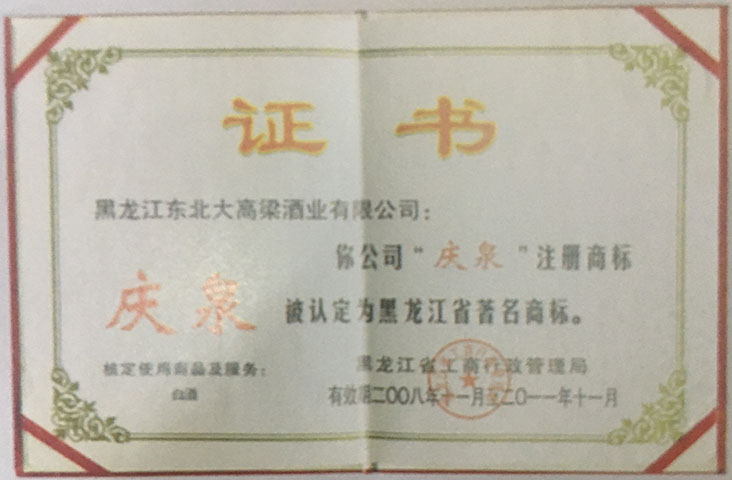 证书
黑龙江东北大高梁酒业有限公司：
你公司“庆泉”注册商标
庆泉
被认定为黑龙江省著名商标。
核定使用商品及服务：
白酒
黑龙江省工商行政管理局
有效期二〇〇八年十一月至二〇一一年十一月